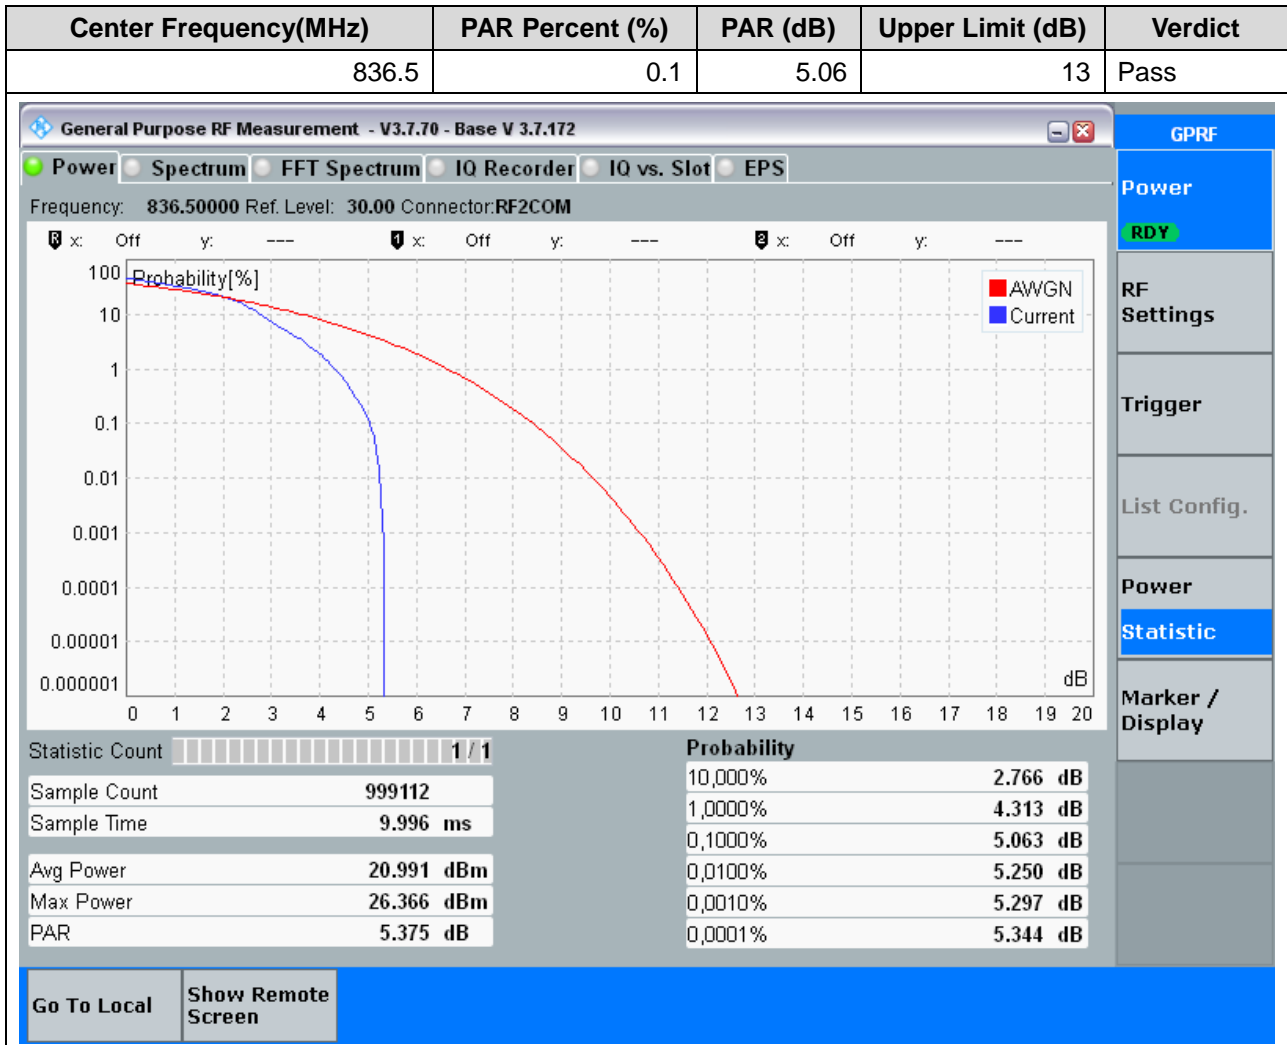 Center Frequency(MHz) PAR Percent (%) PAR (dB) Upper Limit (dB) Verdict
836.5 0.1 5.06 13 Pass
General Purpose RF Measurement - V3.7.70 - Base V 3.7.172
GPRF
Power Spectrum FFT Spectrum IQ Recorder IQ vs. Slot EPS
Frequency: 836.50000 Ref. Level: 30.00 Connector:RF2COM
R x: Off y: --- 1 x: Off y: --- 2 x: Off y: ---
Probability[%]
100
10
1
0.1
0.01
0.001
0.0001
0.00001
0.000001
AWGN
Current
dB
0 1 2 3 4 5 6 7 8 9 10 11 12 13 14 15 16 17 18 19 20
Statistic Count 1 / 1
Sample Count 999112
Sample Time 9.996 ms
Avg Power 20.991 dBm
Max Power 26.366 dBm
PAR 5.375 dB
Probability
10,000% 2.766 dB
1,0000% 4.313 dB
0,1000% 5.063 dB
0,0100% 5.250 dB
0,0010% 5.297 dB
0,0001% 5.344 dB
Power
RDY
RF
Settings
Trigger
List Config.
Power
Statistic
Marker /
Display
Go To Local
Show Remote
Screen